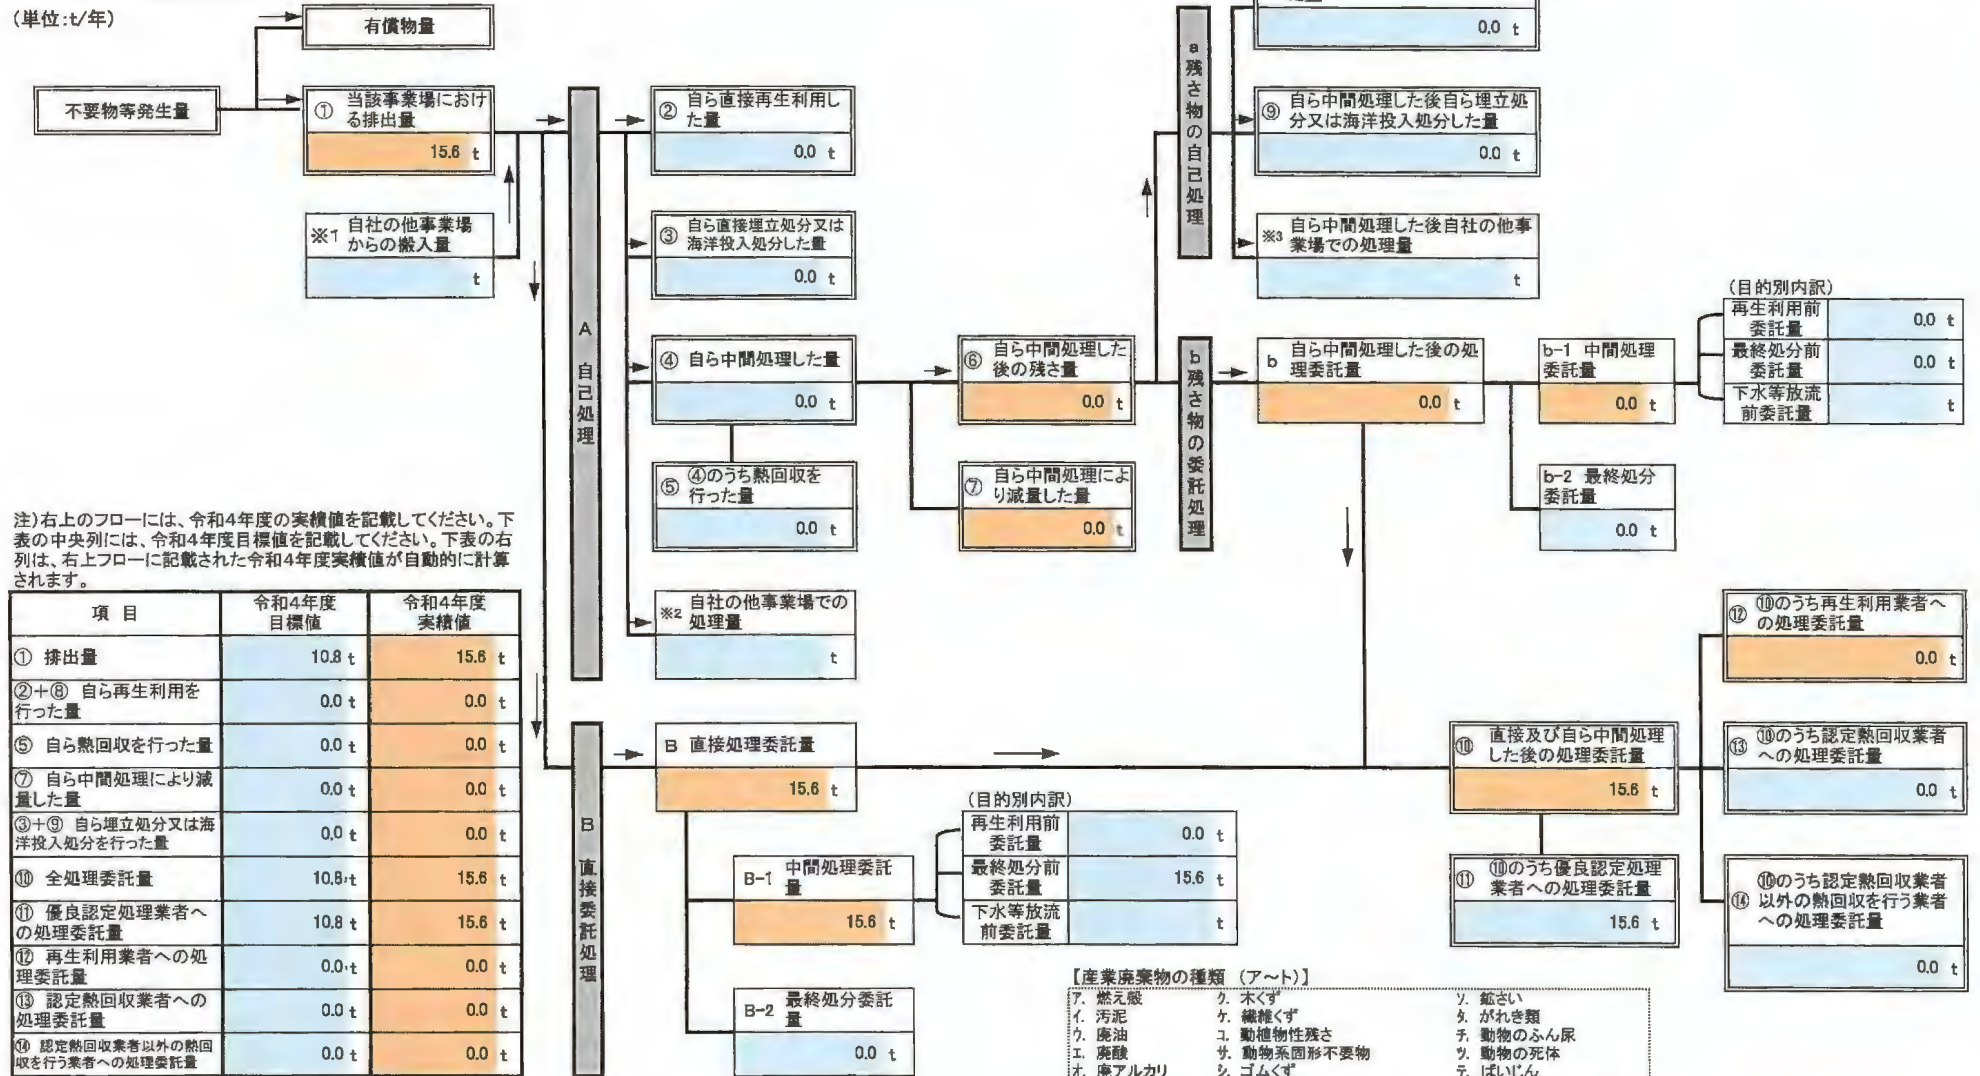 (単位:t/年)
有償物量
不要物等発生量
① 当該事業場におけ
る排出量
15.6 t
※1 自社の他事業場
からの搬入量
t
A 自己処理
② 自ら直接再生利用し
た量
0.0 t
③ 自ら直接埋立処分又は
海洋投入処分した量
0.0 t
④ 自ら中間処理した量
0.0 t
⑤ ④のうち熱回収を
行った量
0.0 t
※2 自社の他事業場での
処理量
t
⑥ 自ら中間処理した
後の残さ量
0.0 t
⑦ 自ら中間処理によ
り減量した量
0.0 t
a 残さ物の自己処理
0.0 t
⑨ 自ら中間処理した後自ら埋立処
分又は海洋投入処分した量
0.0 t
※3 自ら中間処理した後自社の他事
業場での処理量
t
b 残さ物の委託処理
b 自ら中間処理した後の処
理委託量
0.0 t
b-1 中間処理
委託量
0.0 t
b-2 最終処分
委託量
0.0 t
(目的別内訳)
再生利用前
委託量
0.0 t
最終処分前
委託量
0.0 t
下水等放流
前委託量
t
注)右上のフローには、令和4年度の実績値を記載してください。下
表の中央列には、令和4年度目標値を記載してください。下表の右
列は、右上フローに記載された令和4年度実績値が自動的に計算
されます。
項 目 令和4年度 令和4年度
目標値 実績値
① 排出量 10.8 t 15.6 t
②+⑧ 自ら再生利用を
行った量 0.0 t 0.0 t
⑤ 自ら熱回収を行った量 0.0 t 0.0 t
⑦ 自ら中間処理により減
量した量 0.0 t 0.0 t
③+⑨ 自ら埋立処分又は海
洋投入処分を行った量 0.0 t 0.0 t
⑩ 全処理委託量 10.8 t 15.6 t
⑪ 優良認定処理業者へ
の処理委託量 10.8 t 15.6 t
⑫ 再生利用業者への処
理委託量 0.0 t 0.0 t
⑬ 認定熱回収業者への
処理委託量 0.0 t 0.0 t
⑭ 認定熱回収業者以外の熱回
収を行う業者への処理委託量 0.0 t 0.0 t
B 直接委託処理
B 直接処理委託量
15.6 t
B-1 中間処理委託
量
15.6 t
B-2 最終処分委託
量
0.0 t
(目的別内訳)
再生利用前
委託量
0.0 t
最終処分前
委託量
15.6 t
下水等放流
前委託量
t
⑩ 直接及び自ら中間処理
した後の処理委託量
15.6 t
⑪ ⑩のうち優良認定処理
業者への処理委託量
15.6 t
⑫ ⑩のうち再生利用業者へ
の処理委託量
0.0 t
⑬ ⑩のうち認定熱回収業者
への処理委託量
0.0 t
⑭ ⑩のうち認定熱回収業者
以外の熱回収を行う業者
への処理委託量
0.0 t
【産業廃棄物の種類 (ア~ト)】
ア. 燃え殻 ク. 木くず ソ. 鉱さい
イ. 汚泥 ケ. 繊維くず タ. がれき類
ウ. 廃油 コ. 動植物性残さ チ. 動物のふん尿
エ. 廃酸 サ. 動物系固形不要物 ツ. 動物の死体
オ. 廃アルカリ シ. ゴムくず テ. ばいじん